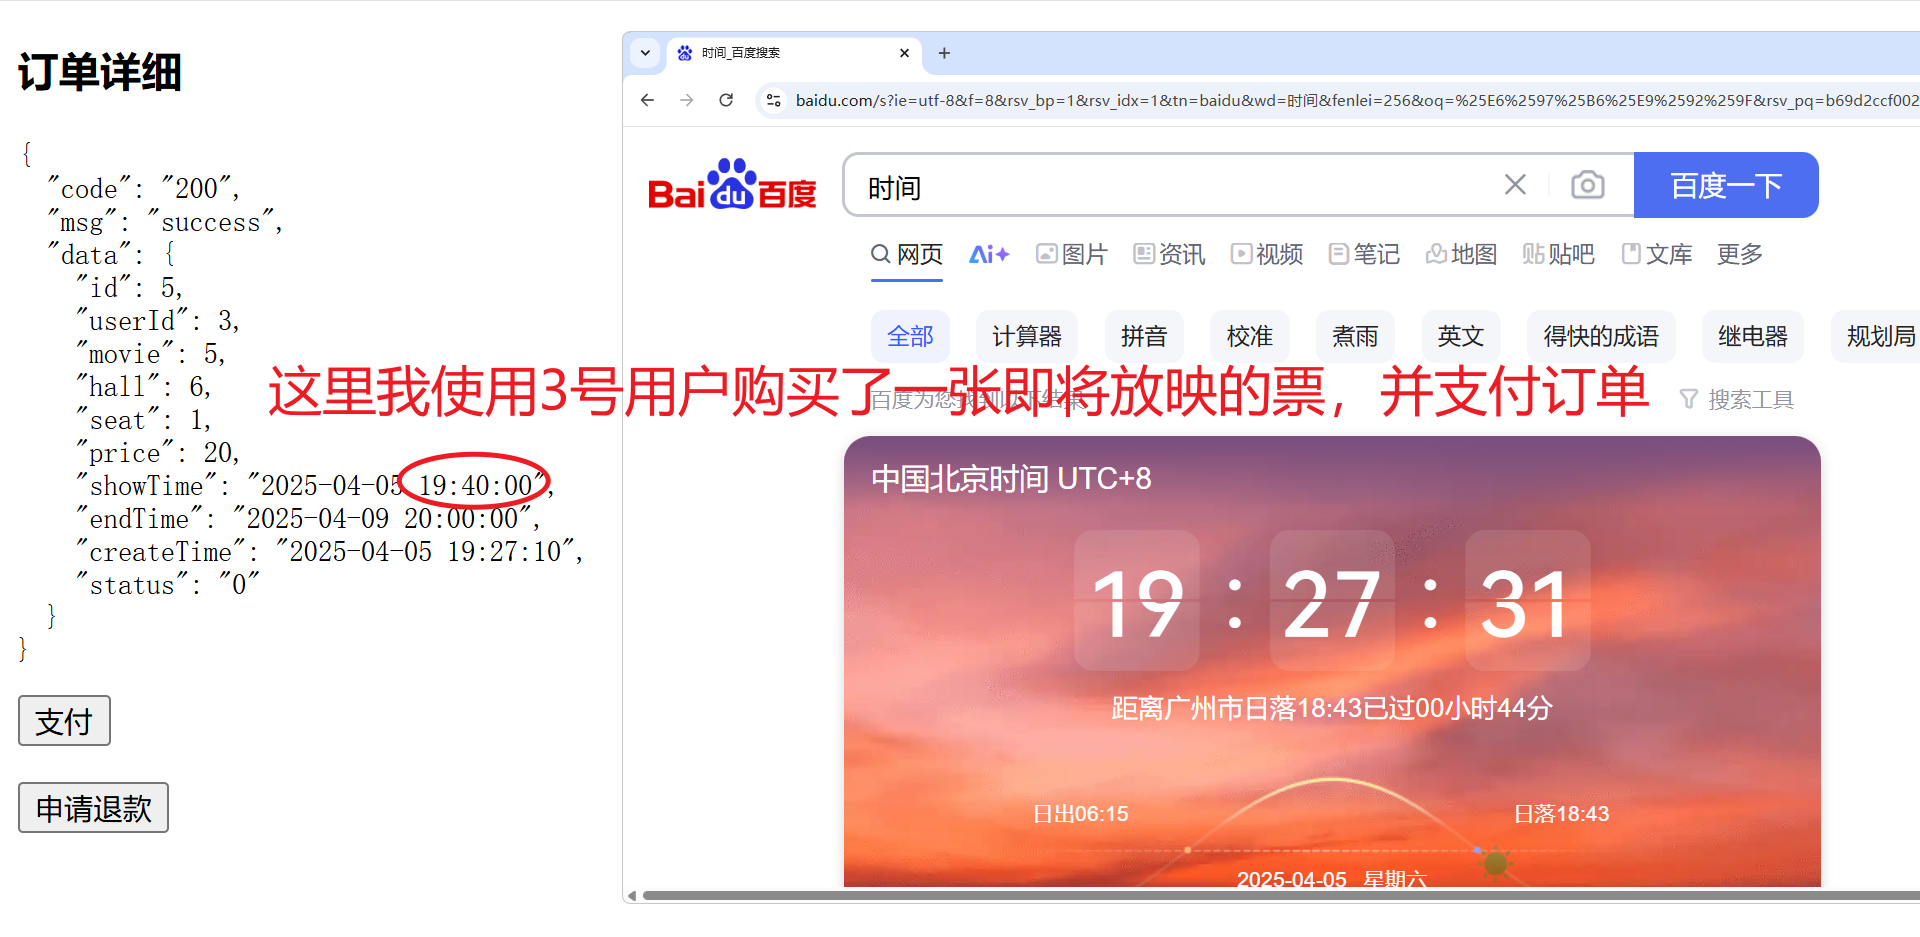 订单详细
{
"code": "200",
"msg": "success",
"data": {
"id": 5,
"userId": 3,
"movie": 5,
"hall": 6,
"seat": 1,
"price": 20,
"showTime": "2025-04-05 19:40:00",
"endTime": "2025-04-09 20:00:00",
"createTime": "2025-04-05 19:27:10",
"status": "0"
}
}
支付
申请退款
这里我使用3号用户购买了一张即将放映的票，并支付订单
时间_百度搜索
baidu.com/s?ie=utf-8&f=8&rsv_bp=1&rsv_idx=1&tn=baidu&wd=时间&fenlei=256&oq=%25E6%2597%25B6%25E9%2592%259F&rsv_pq=b69d2ccf002
Bai du 百度
时间
百度一下
网页 Ai 图片 资讯 视频 笔记 地图 贴吧 文库 更多
全部 计算器 拼音 校准 煮雨 英文 得快的成语 继电器 规划局
百度为您找到以下结果
搜索工具
中国北京时间 UTC+8
19 : 27 : 31
距离广州市日落18:43已过00小时44分
日出06:15 日落18:43
2025-04-05 星期六